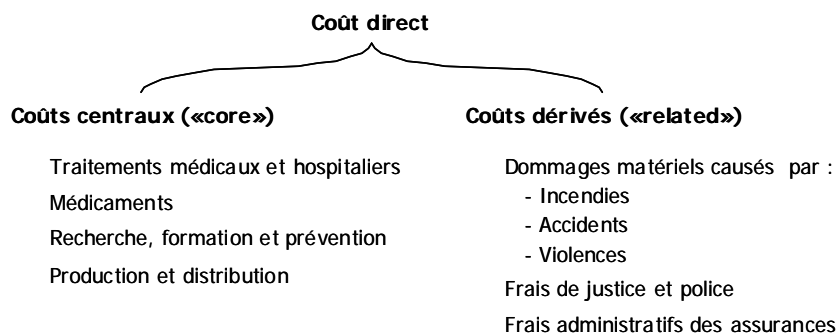 Coût direct
Coûts centraux («core»)
Traitements médicaux et hospitaliers
Médicaments
Recherche, formation et prévention
Production et distribution
Coûts dérivés («related»)
Dommages matériels causés par :
- Incendies
- Accidents
- Violences
Frais de justice et police
Frais administratifs des assurances